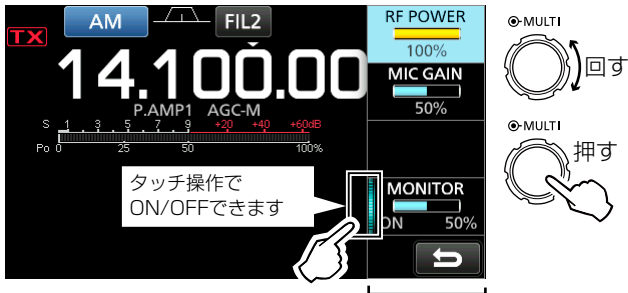 TX
AM
FIL2
14.100.00
P.AMP1 AGC-M
S 1 3 5 7 9 +20 +40 +60dB
Po 0 25 50 100%
タッチ操作で
ON/OFFできます
RF POWER
100%
MIC GAIN
50%
MONITOR
ON 50%
MULTI
回す
MULTI
押す